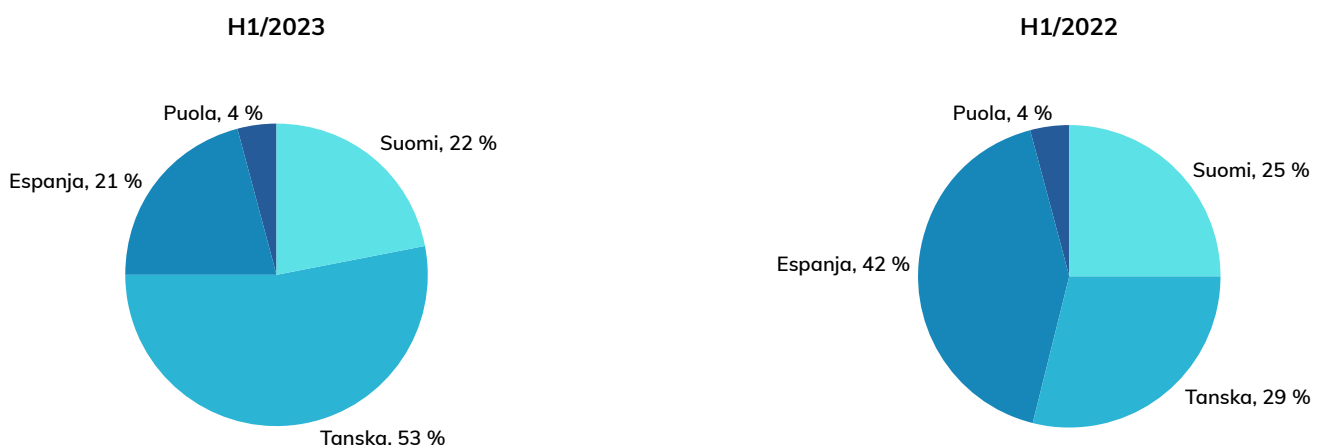 H1/2023
H1/2022
Puola, 4 %
Suomi, 22 %
Espanja, 21 %
Tanska, 53 %
Puola, 4 %
Suomi, 25 %
Espanja, 42 %
Tanska, 29 %